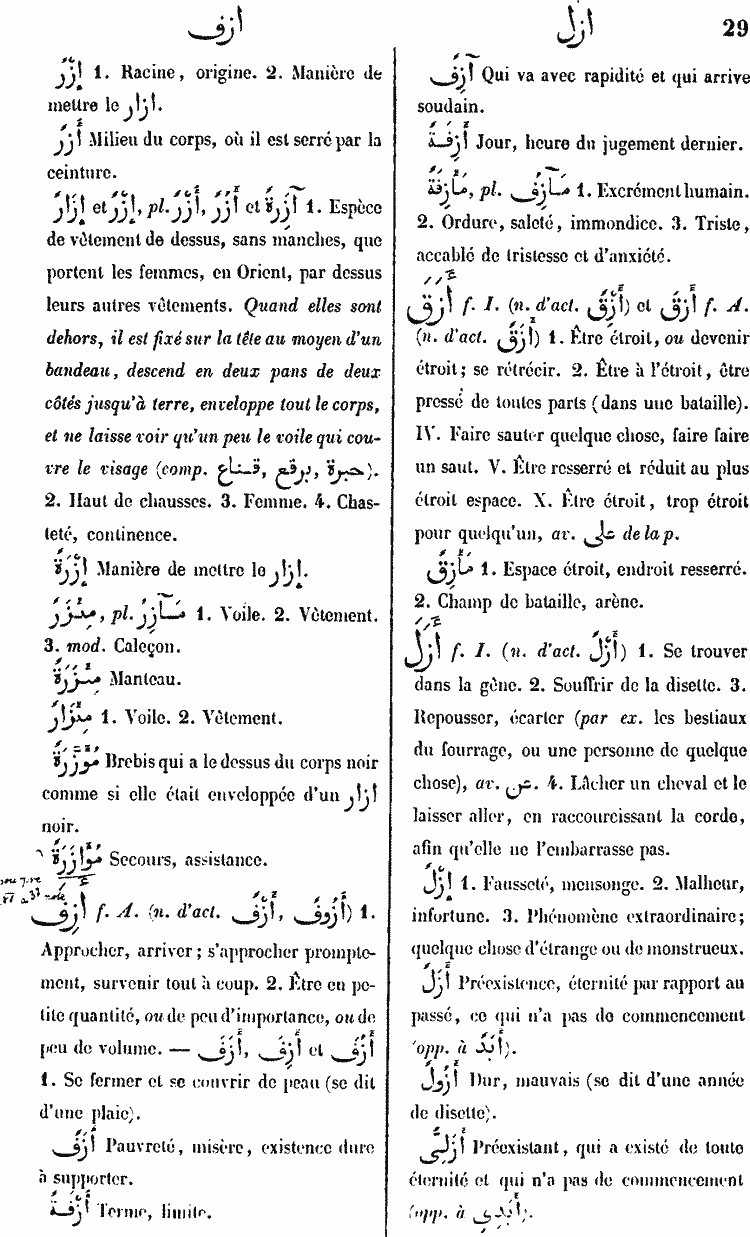 ازف
ازل
29
إِزْرٌ 1. Racine, origine. 2. Manière de
mettre le ازار.
أَزْرٌ Milieu du corps, où il est serré par la
ceinture.
إِزَارٌ et إِزْرٌ, pl. أُزْرٌ, أُزُرٌ et آزِرَةٌ 1. Espèce
de vêtement de dessus, sans manches, que
portent les femmes, en Orient, par dessus
leurs autres vêtements. Quand elles sont
dehors, il est fixé sur la tête au moyen d'un
bandeau, descend en deux pans de deux
côtés jusqu'à terre, enveloppe tout le corps,
et ne laisse voir qu'un peu le voile qui cou-
vre le visage (comp. حبرة, برقع, قناع).
2. Haut de chausses. 3. Femme. 4. Chas-
teté, continence.
إِزْرَةٌ Manière de mettre le إزار.
مِئْزَرٌ, pl. مَآزِرُ 1. Voile. 2. Vêtement.
3. mod. Caleçon.
مِئْزَرَةٌ Manteau.
مِئْزَارٌ 1. Voile. 2. Vêtement.
مُؤَزَّرَةٌ Brebis qui a le dessus du corps noir
comme si elle était enveloppée d'un ازار
noir.
مُوَازَرَةٌ Secours, assistance.
أَزِفَ f. A. (n. d'act. أَزَفٌ, أُزُوفٌ) 1.
Approcher, arriver; s'approcher prompte-
ment, survenir tout à coup. 2. Être en pe-
tite quantité, ou de peu d'importance, ou de
peu de volume. — أَزَفَ, أَزِفَ et أُزِفَ
1. Se fermer et se couvrir de peau (se dit
d'une plaie).
أَزَفٌ Pauvreté, misère, existence dure
à supporter.
أَزْفَةٌ Terme, limite.
آزِفٌ Qui va avec rapidité et qui arrive
soudain.
أَزِفَةٌ Jour, heure du jugement dernier.
مَأْزِفَةٌ, pl. مَآزِفُ 1. Excrément humain.
2. Ordure, saleté, immondice. 3. Triste,
accablé de tristesse et d'anxiété.
أَزَقَ f. I. (n. d'act. أَزْقٌ) et أَزِقَ f. A.
(n. d'act. أَزَقٌ) 1. Être étroit, ou devenir
étroit; se rétrécir. 2. Être à l'étroit, être
pressé de toutes parts (dans une bataille).
IV. Faire sauter quelque chose, faire faire
un saut. V. Être resserré et réduit au plus
étroit espace. X. Être étroit, trop étroit
pour quelqu'un, av. على de la p.
مَأْزِقٌ 1. Espace étroit, endroit resserré.
2. Champ de bataille, arène.
أَزَلَ f. I. (n. d'act. أَزْلٌ) 1. Se trouver
dans la gêne. 2. Souffrir de la disette. 3.
Repousser, écarter (par ex. les bestiaux
du fourrage, ou une personne de quelque
chose), av. عن. 4. Lâcher un cheval et le
laisser aller, en raccourcissant la corde,
afin qu'elle ne l'embarrasse pas.
إِزْلٌ 1. Fausseté, mensonge. 2. Malheur,
infortune. 3. Phénomène extraordinaire;
quelque chose d'étrange ou de monstrueux.
أَزَلٌ Préexistence, éternité par rapport au
passé, ce qui n'a pas de commencement
(opp. à أَبَدٌ).
أَزُولٌ Dur, mauvais (se dit d'une année
de disette).
أَزَلِىٌّ Préexistant, qui a existé de toute
éternité et qui n'a pas de commencement
(opp. à أَبَدِي).